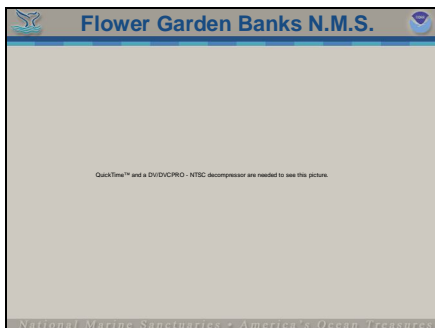 Flower Garden Banks N.M.S.
QuickTime™ and a DV/DVCPRO - NTSC decompressor are needed to see this picture.
National Marine Sanctuaries • America's Ocean Treasures